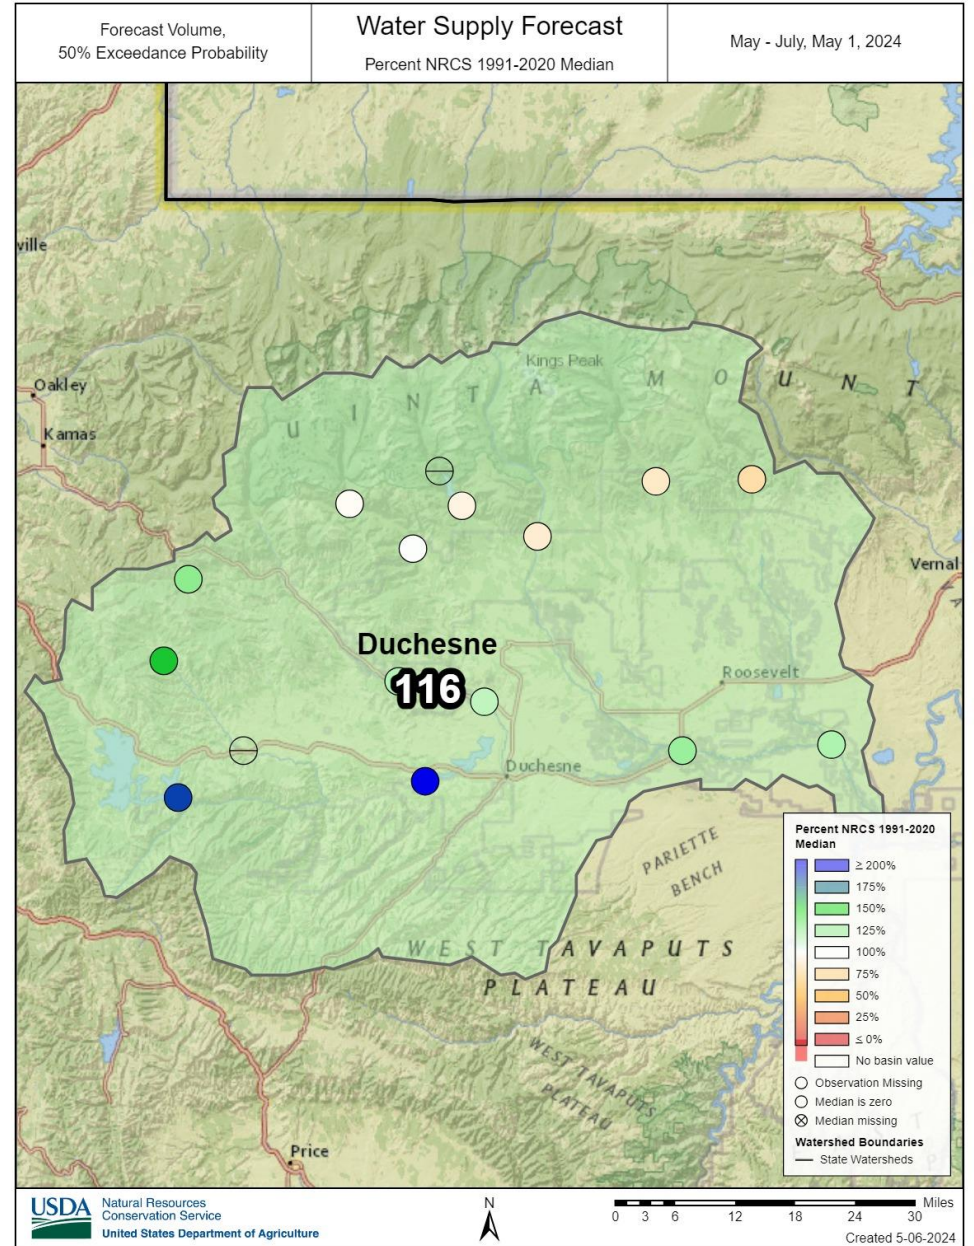 Forecast Volume,
50% Exceedance Probability
Water Supply Forecast
Percent NRCS 1991-2020 Median
May - July, May 1, 2024
ville
Kings Peak
UINTA MOUNT
Oakley
Kamas
Vernal
Duchesne
116
Roosevelt
Duchesne
PARIETTE
BENCH
WEST TAVAPUTS
PLATEAU
WEST TAVAPUTS
PLATEAU
Price
Percent NRCS 1991-2020
Median
≥ 200%
175%
150%
125%
100%
75%
50%
25%
≤ 0%
No basin value
Observation Missing
Median is zero
Median missing
Watershed Boundaries
State Watersheds
USDA
Natural Resources
Conservation Service
United States Department of Agriculture
N
Miles
0 3 6 12 18 24 30
Created 5-06-2024